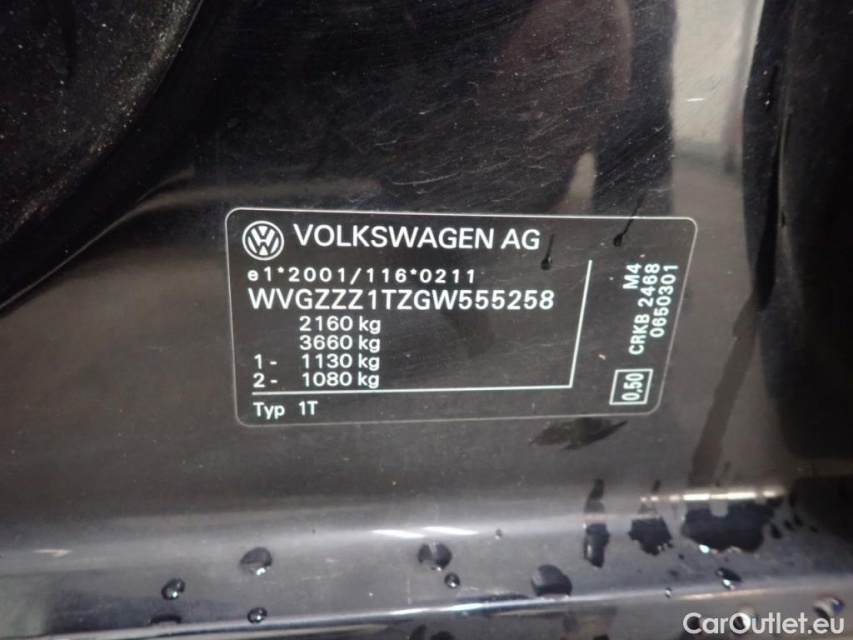 VOLKSWAGEN AG
e1*2001/116*0211
WVGZZZ1TZGW555258
2160 kg
3660 kg
1- 1130 kg
2- 1080 kg
Typ 1T
M4
CRKB 2468
0650301
0,50
CarOutlet.eu